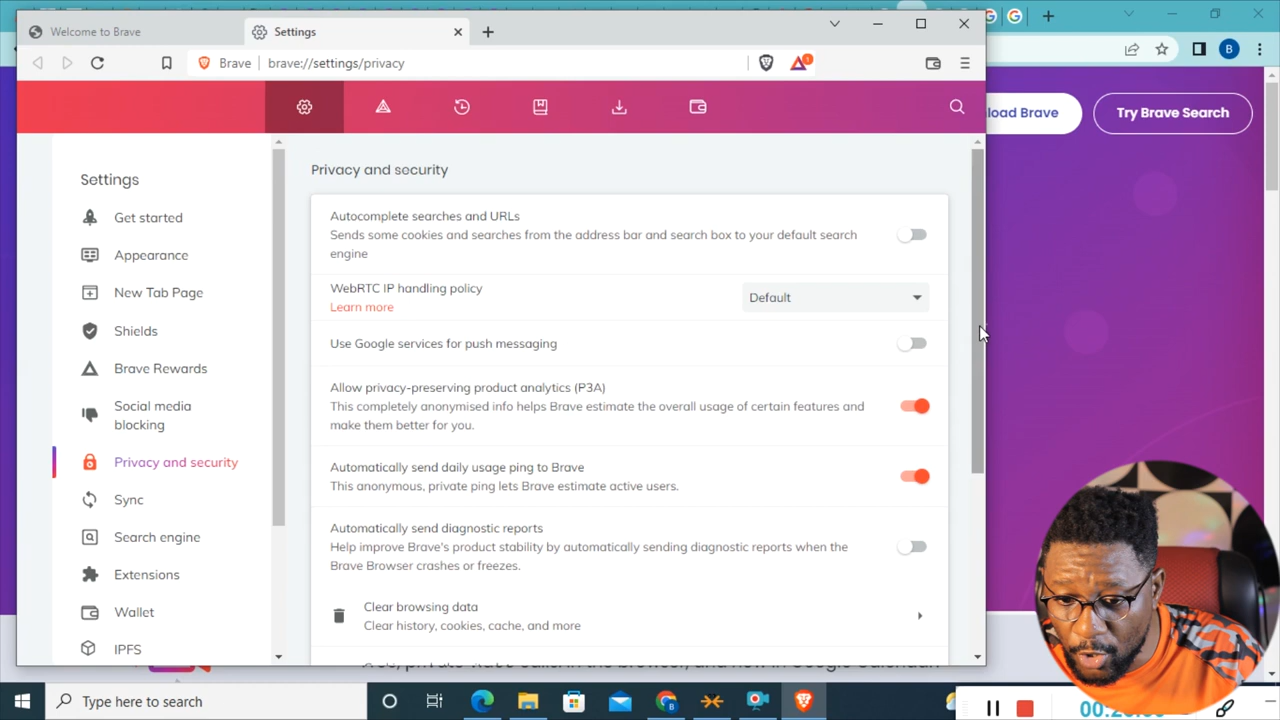 Welcome to Brave
Settings
Brave
brave://settings/privacy
1
B
load Brave
Try Brave Search
Settings
Get started
Appearance
New Tab Page
Shields
Brave Rewards
Social media
blocking
Privacy and security
Sync
Search engine
Extensions
Wallet
IPFS
Privacy and security
Autocomplete searches and URLs
Sends some cookies and searches from the address bar and search box to your default search
engine
WebRTC IP handling policy
Learn more
Default
Use Google services for push messaging
Allow privacy-preserving product analytics (P3A)
This completely anonymised info helps Brave estimate the overall usage of certain features and
make them better for you.
Automatically send daily usage ping to Brave
This anonymous, private ping lets Brave estimate active users.
Automatically send diagnostic reports
Help improve Brave's product stability by automatically sending diagnostic reports when the
Brave Browser crashes or freezes.
Clear browsing data
Clear history, cookies, cache, and more
Type here to search